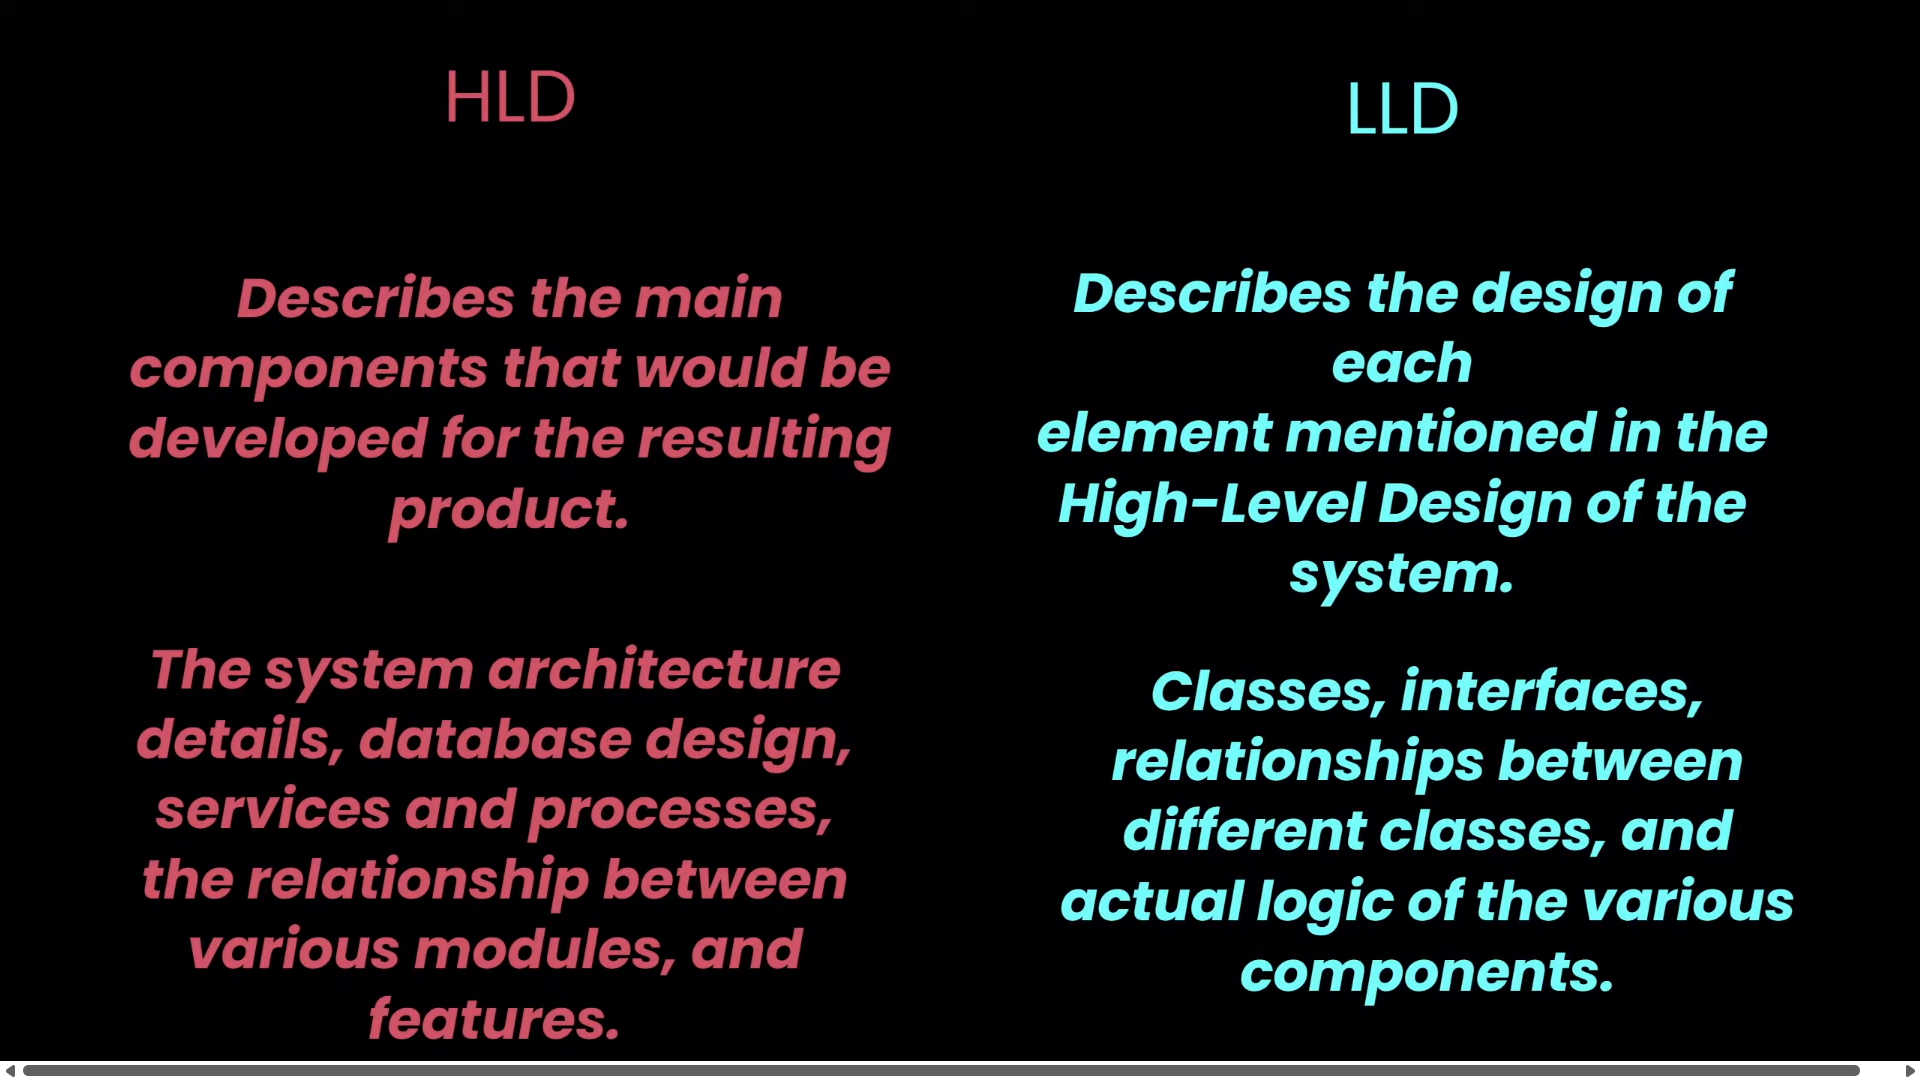 HLD
Describes the main
components that would be
developed for the resulting
product.
The system architecture
details, database design,
services and processes,
the relationship between
various modules, and
features.
LLD
Describes the design of
each
element mentioned in the
High-Level Design of the
system.
Classes, interfaces,
relationships between
different classes, and
actual logic of the various
components.